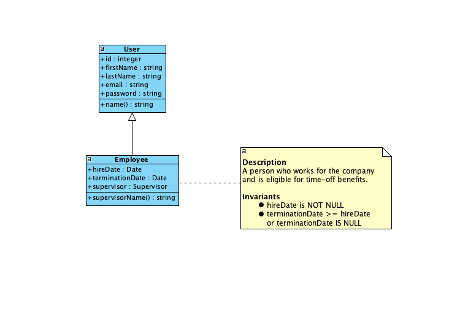 a
User
+id : integer
+firstName : string
+lastName : string
+email : string
+password : string
+name() : string
a
Employee
+hireDate : Date
+terminationDate : Date
+supervisor : Supervisor
+supervisorName() : string
a
Description
A person who works for the company
and is eligible for time-off benefits.
Invariants
● hireDate is NOT NULL
● terminationDate >= hireDate
or terminationDate IS NULL